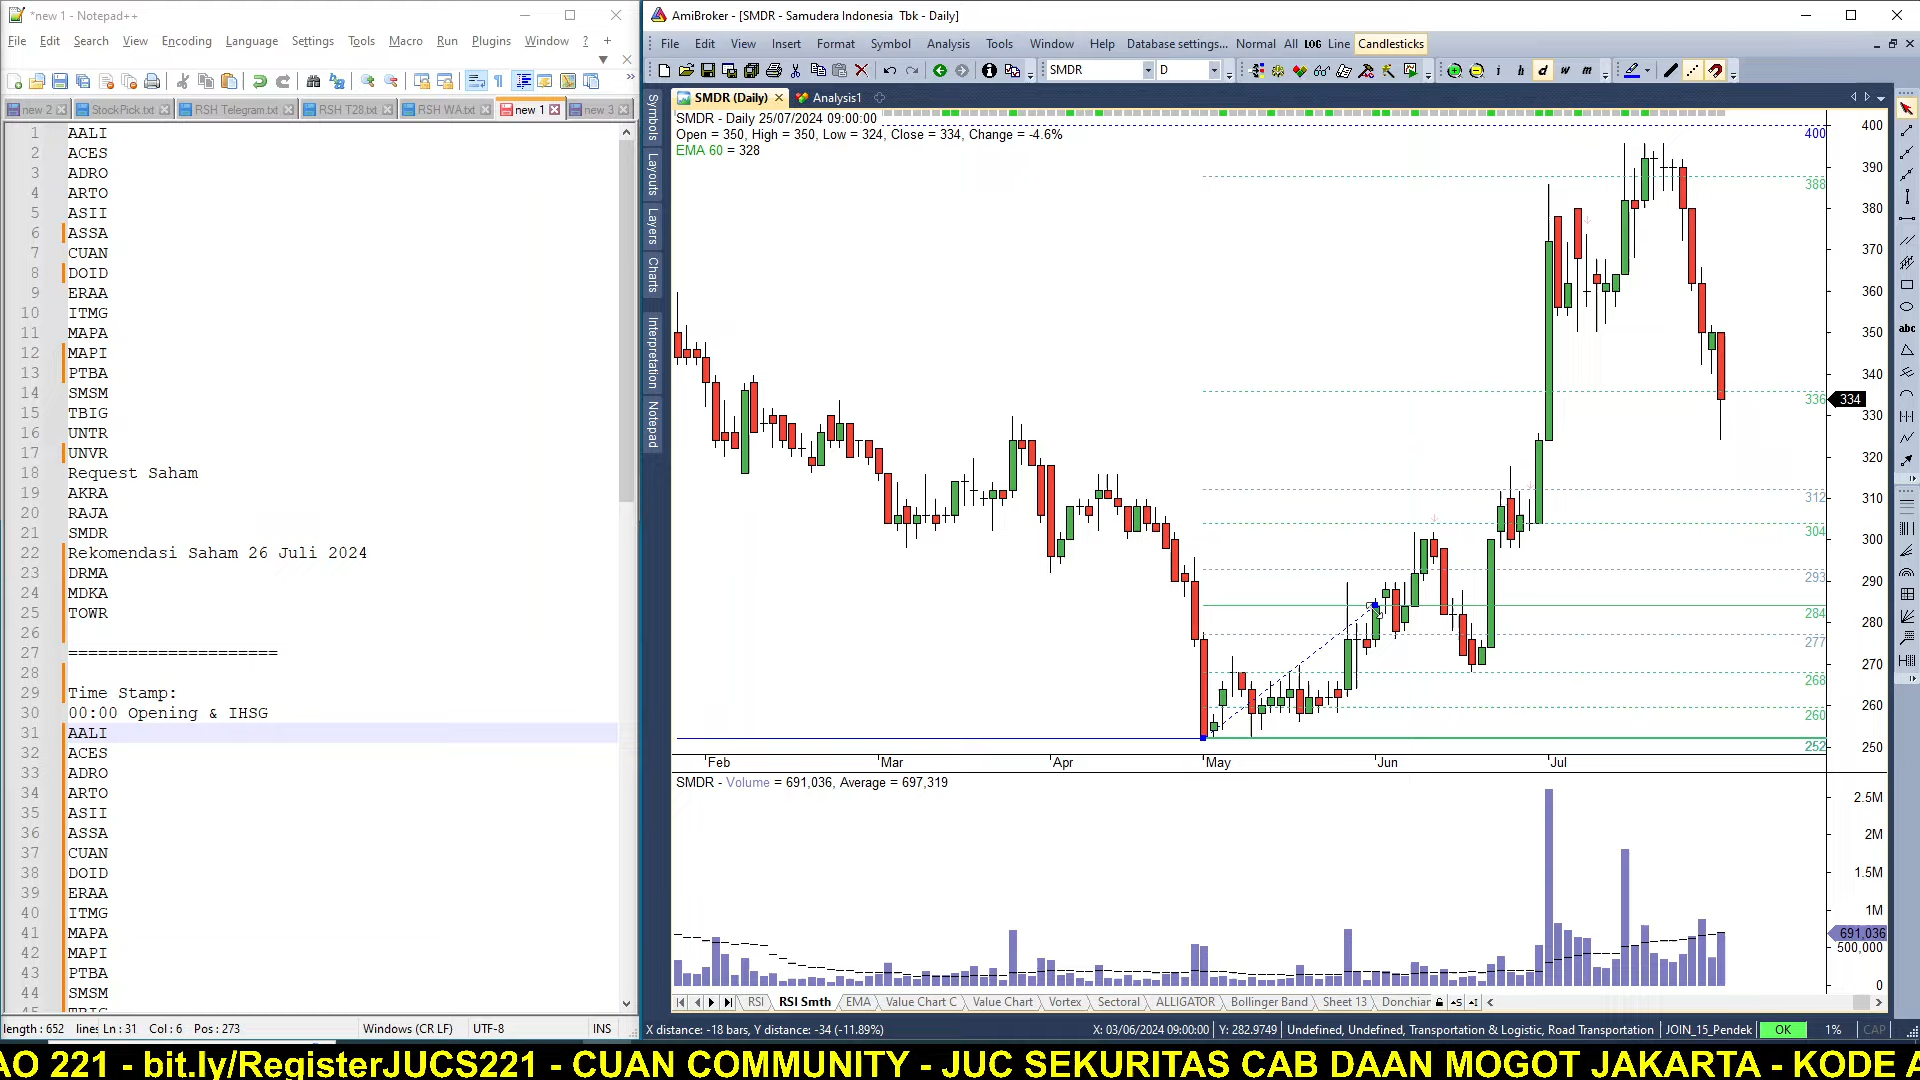 *new 1 - Notepad++
File Edit Search View Encoding Language Settings Tools Macro Run Plugins Window ? +
new 2 StockPick.txt RSH Telegram.txt RSH T28.txt RSH WA.txt new 1 new 3
1 AALI
2 ACES
3 ADRO
4 ARTO
5 ASII
6 ASSA
7 CUAN
8 DOID
9 ERAA
10 ITMG
11 MAPA
12 MAPI
13 PTBA
14 SMSM
15 TBIG
16 UNTR
17 UNVR
18 Request Saham
19 AKRA
20 RAJA
21 SMDR
22 Rekomendasi Saham 26 Juli 2024
23 DRMA
24 MDKA
25 TOWR
26
27 =====================
28
29 Time Stamp:
30 00:00 Opening & IHSG
31 AALI
32 ACES
33 ADRO
34 ARTO
35 ASII
36 ASSA
37 CUAN
38 DOID
39 ERAA
40 ITMG
41 MAPA
42 MAPI
43 PTBA
44 SMSM
length : 652 lines Ln : 31 Col : 6 Pos : 273 Windows (CR LF) UTF-8 INS
AmiBroker - [SMDR - Samudera Indonesia Tbk - Daily]
File Edit View Insert Format Symbol Analysis Tools Window Help Database settings... Normal All LOG Line Candlesticks
SMDR D i h d w m
SMDR (Daily) Analysis1
Symbols
Layouts
Layers
Charts
Interpretation
Notepad
SMDR - Daily 25/07/2024 09:00:00
Open = 350, High = 350, Low = 324, Close = 334, Change = -4.6%
EMA 60 = 328
400
388
336
312
304
293
284
277
268
260
252
400
390
380
370
360
350
340
334
330
320
310
300
290
280
270
260
250
Feb Mar Apr May Jun Jul
SMDR - Volume = 691,036, Average = 697,319
2.5M
2M
1.5M
1M
691,036
500,000
0
abc
RSI RSI Smth EMA Value Chart C Value Chart Vortex Sectoral ALLIGATOR Bollinger Band Sheet 13 Donchian
X distance: -18 bars, Y distance: -34 (-11.89%) X: 03/06/2024 09:00:00 Y: 282.9749 Undefined, Undefined, Transportation & Logistic, Road Transportation JOIN_15_Pendek OK 1% CAP
AO 221 - bit.ly/RegisterJUCS221 - CUAN COMMUNITY - JUC SEKURITAS CAB DAAN MOGOT JAKARTA - KODE A